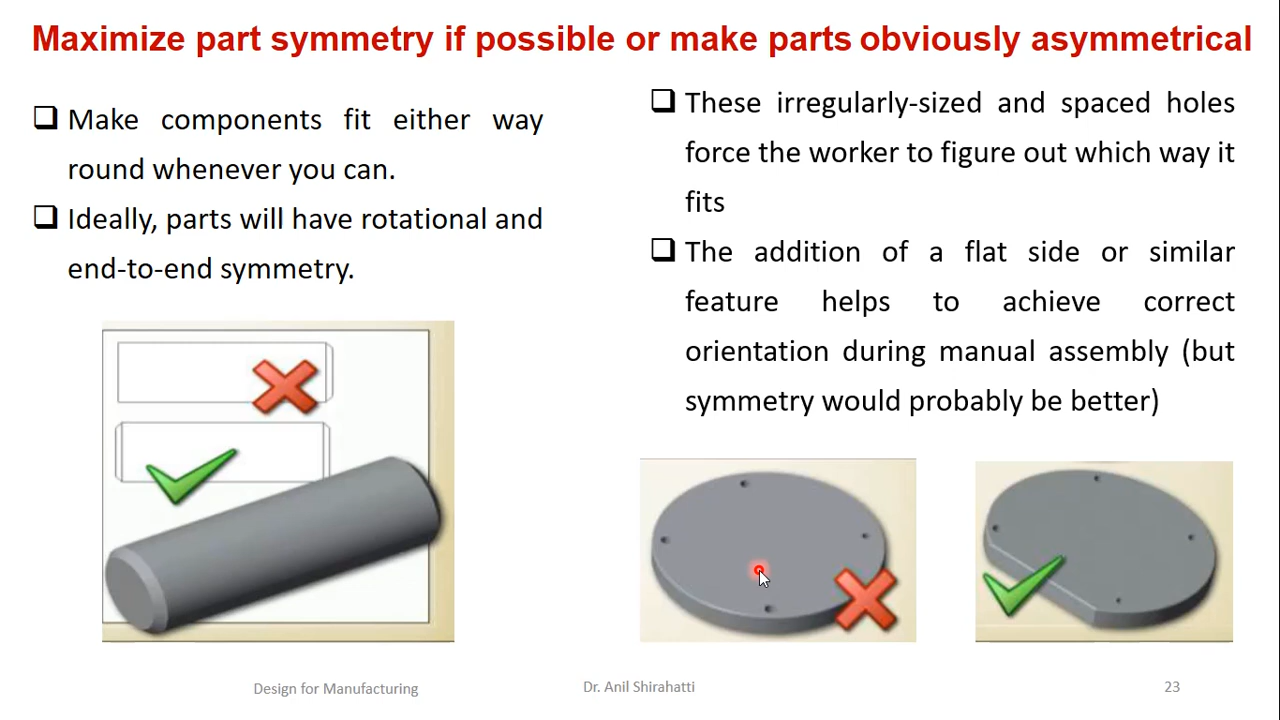 Maximize part symmetry if possible or make parts obviously asymmetrical
Make components fit either way
round whenever you can.
Ideally, parts will have rotational and
end-to-end symmetry.
These irregularly-sized and spaced holes
force the worker to figure out which way it
fits
The addition of a flat side or similar
feature helps to achieve correct
orientation during manual assembly (but
symmetry would probably be better)
Design for Manufacturing
Dr. Anil Shirahatti
23